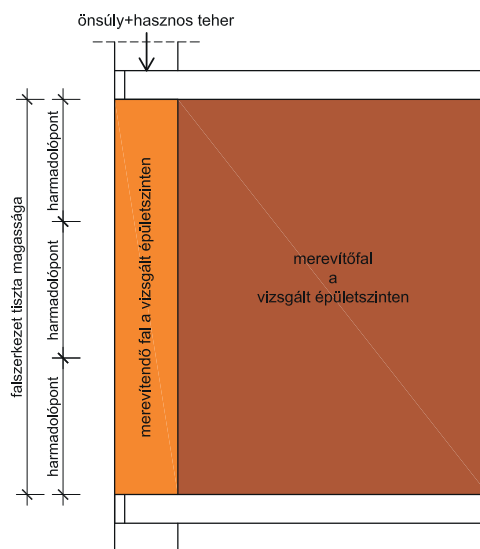 önsúly+hasznos teher
falszerkezet tiszta magassága
harmadolópont
harmadolópont
harmadolópont
merevítendő fal a vizsgált épületszinten
merevítőfal
a
vizsgált épületszinten